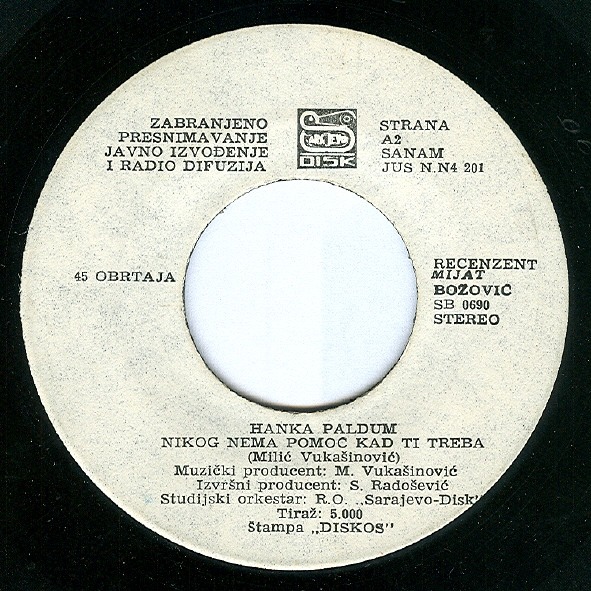 ZABRANJENO
PRESNIMAVANJE
JAVNO IZVOĐENJE
I RADIO DIFUZIJA
DISK
STRANA
A2
SANAM
JUS N.N4 201
45 OBRTAJA
RECENZENT
MIJAT
BOŽOVIĆ
SB 0690
STEREO
HANKA PALDUM
NIKOG NEMA POMOĆ KAD TI TREBA
(Milić Vukašinović)
Muzički producent: M. Vukašinović
Izvršni producent: S. Radošević
Studijski orkestar: R.O. „Sarajevo-Disk"
Tiraž: 5.000
Štampa „DISKOS"